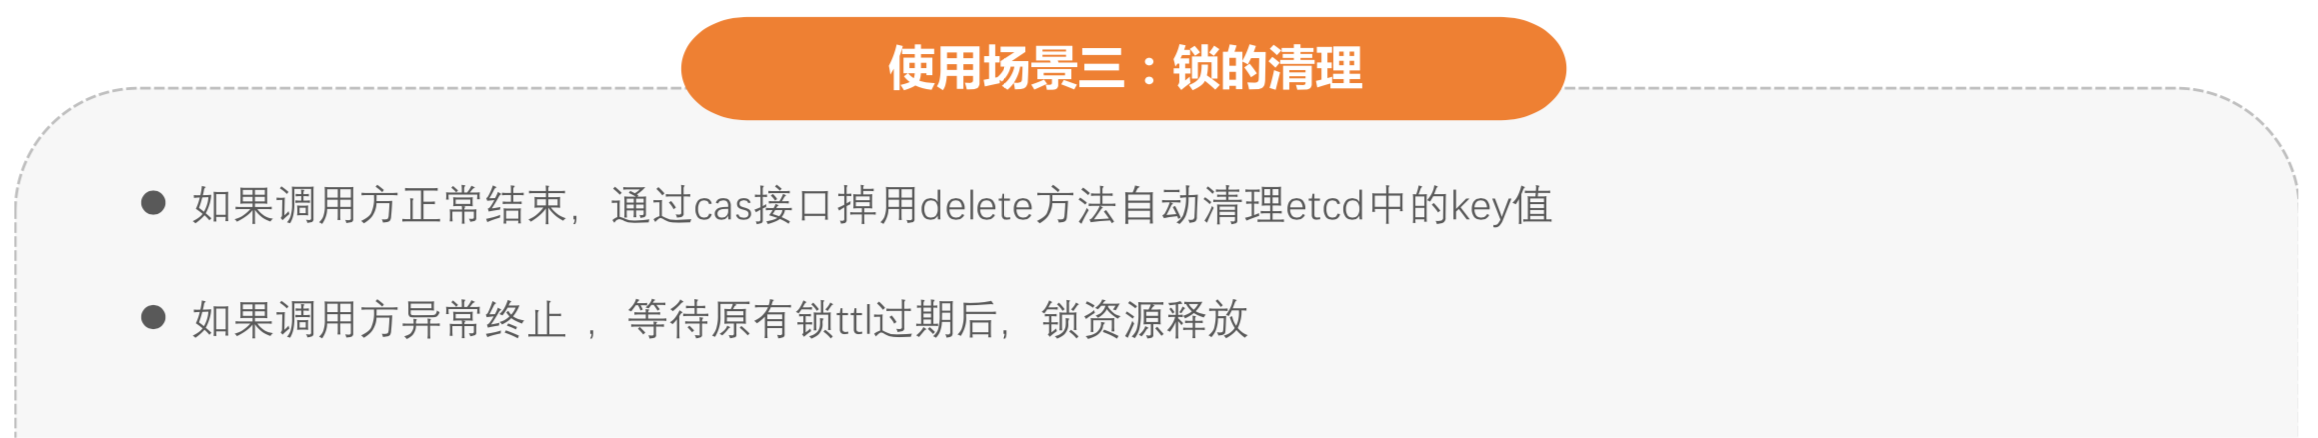 使用场景三：锁的清理
如果调用方正常结束，通过cas接口掉用delete方法自动清理etcd中的key值
如果调用方异常终止 ，等待原有锁ttl过期后，锁资源释放